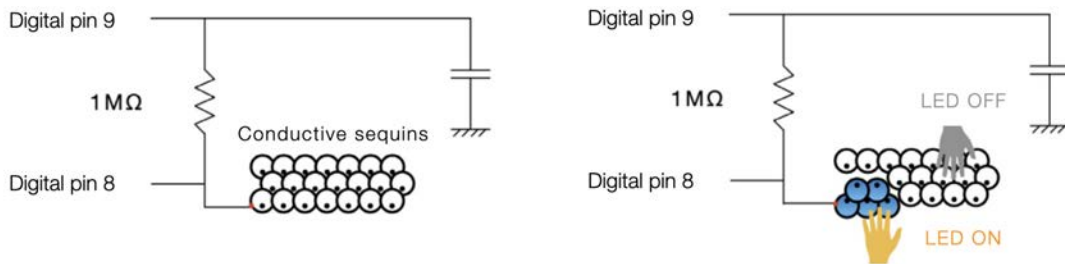 Digital pin 9
1MΩ
Conductive sequins
Digital pin 8
Digital pin 9
1MΩ
LED OFF
Digital pin 8
LED ON